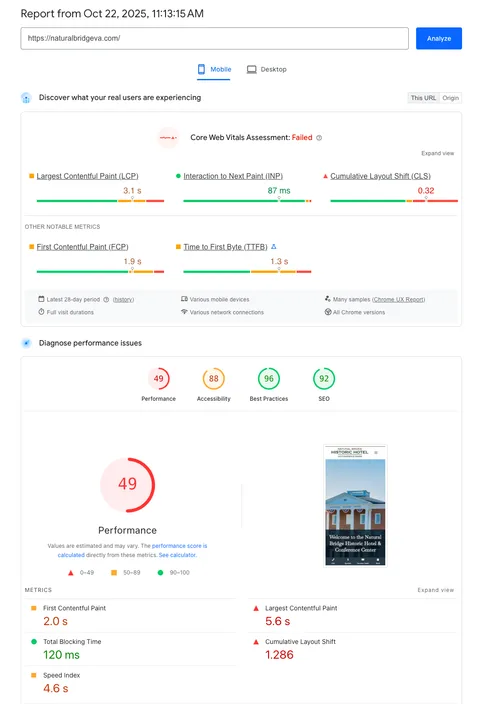 Report from Oct 22, 2025, 11:13:15 AM
https://naturalbridgeva.com/
Analyze
Mobile
Desktop
Discover what your real users are experiencing
This URL
Origin
Core Web Vitals Assessment: Failed
Expand view
Largest Contentful Paint (LCP)
Interaction to Next Paint (INP)
Cumulative Layout Shift (CLS)
3.1 s
87 ms
0.32
OTHER NOTABLE METRICS
First Contentful Paint (FCP)
Time to First Byte (TTFB)
1.9 s
1.3 s
Latest 28-day period
(history)
Various mobile devices
Many samples (Chrome UX Report)
Full visit durations
Various network connections
All Chrome versions
Diagnose performance issues
49
88
96
92
Performance
Accessibility
Best Practices
SEO
49
Performance
Values are estimated and may vary. The performance score is
calculated directly from these metrics. See calculator.
0–49
50–89
90–100
HISTORIC HOTEL
Welcome to the Natural
Bridge Historic Hotel &
Conference Center
METRICS
Expand view
First Contentful Paint
2.0 s
Largest Contentful Paint
5.6 s
Total Blocking Time
120 ms
Cumulative Layout Shift
1.286
Speed Index
4.6 s